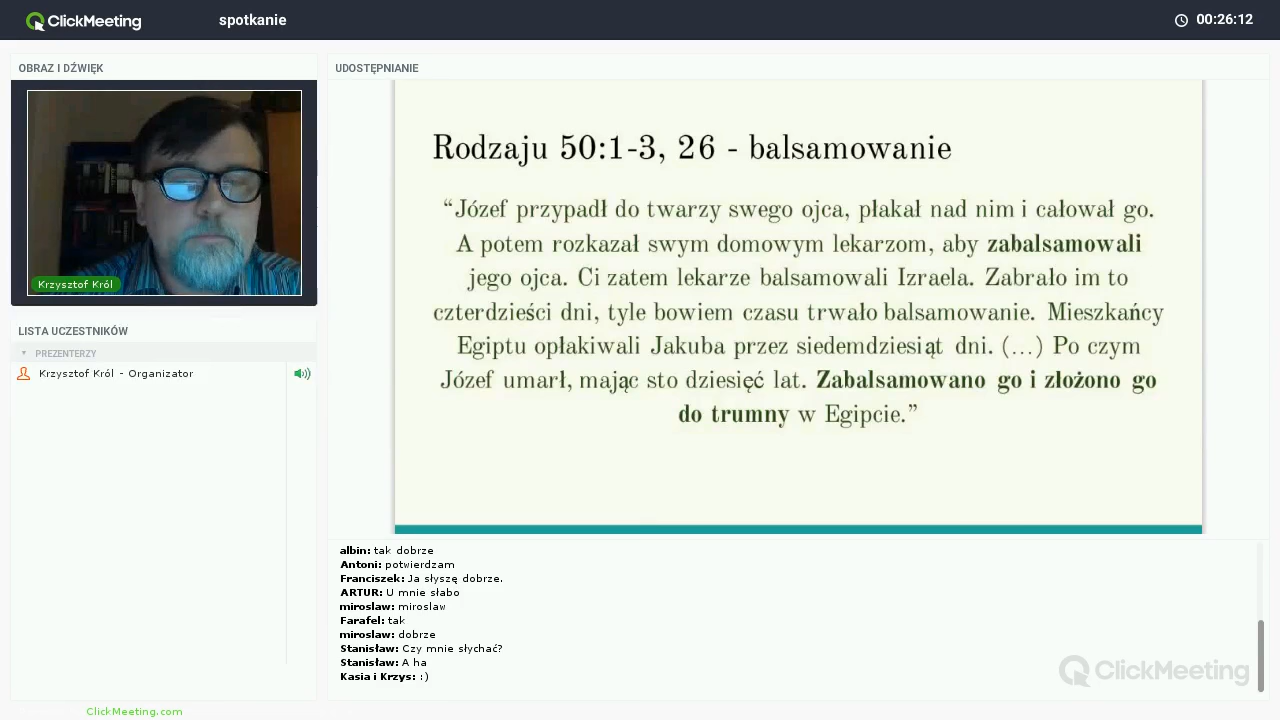 ClickMeeting
spotkanie
00:26:12
OBRAZ I DŹWIĘK
Krzysztof Król
LISTA UCZESTNIKÓW
PREZENTERZY
Krzysztof Król - Organizator
ClickMeeting.com
UDOSTĘPNIANIE
Rodzaju 50:1-3, 26 - balsamowanie
“Józef przypadł do twarzy swego ojca, płakał nad nim i całował go.
A potem rozkazał swym domowym lekarzom, aby zabalsamowali
jego ojca. Ci zatem lekarze balsamowali Izraela. Zabrało im to
czterdzieści dni, tyle bowiem czasu trwało balsamowanie. Mieszkańcy
Egiptu opłakiwali Jakuba przez siedemdziesiąt dni. (...) Po czym
Józef umarł, mając sto dziesięć lat. Zabalsamowano go i złożono go
do trumny w Egipcie.”
albin: tak dobrze
Antoni: potwierdzam
Franciszek: Ja słyszę dobrze.
ARTUR: U mnie słabo
miroslaw: miroslaw
Farafel: tak
miroslaw: dobrze
Stanisław: Czy mnie słychać?
Stanisław: A ha
Kasia i Krzys: :)
ClickMeeting